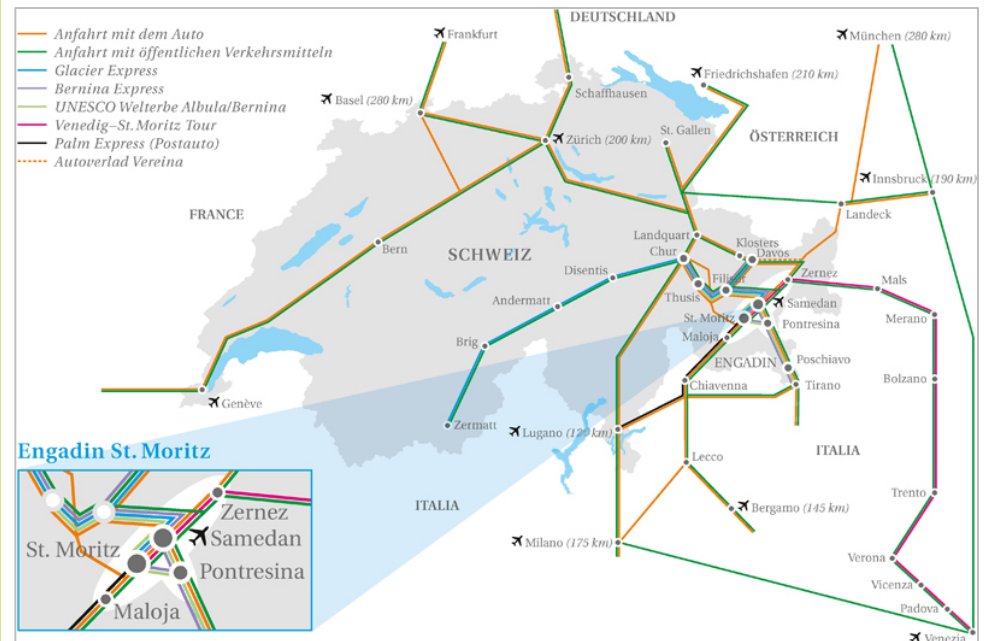 Anfahrt mit dem Auto
Anfahrt mit öffentlichen Verkehrsmitteln
Glacier Express
Bernina Express
UNESCO Welterbe Albula/Bernina
Venedig–St. Moritz Tour
Palm Express (Postauto)
Autoverlad Vereina
DEUTSCHLAND
Frankfurt
München (280 km)
Friedrichshafen (210 km)
Schaffhausen
Basel (280 km)
St. Gallen
ÖSTERREICH
Zürich (200 km)
Innsbruck (190 km)
FRANCE
Landeck
Bern
SCHWEIZ
Landquart
Chur
Klosters
Davos
Disentis
Filisur
Zernez
Mals
Thusis
Andermatt
Samedan
St. Moritz
Pontresina
Merano
Maloja
Brig
ENGADIN
Poschiavo
Chiavenna
Tirano
Bolzano
Genève
Zermatt
Lugano (120 km)
ITALIA
Engadin St. Moritz
Lecco
Trento
ITALIA
Bergamo (145 km)
Zernez
St. Moritz
Samedan
Milano (175 km)
Pontresina
Verona
Maloja
Vicenza
Padova
Venezia